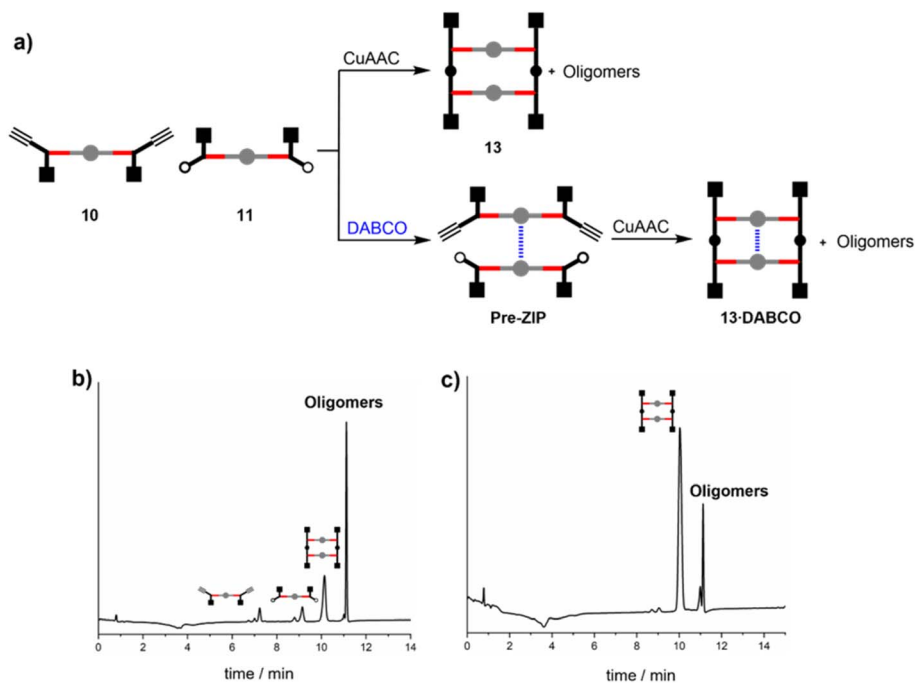 a)
CuAAC
+ Oligomers
13
10
11
DABCO
CuAAC
+ Oligomers
Pre-ZIP
13·DABCO
b)
Oligomers
0 2 4 6 8 10 12 14
time / min
c)
Oligomers
0 2 4 6 8 10 12 14
time / min